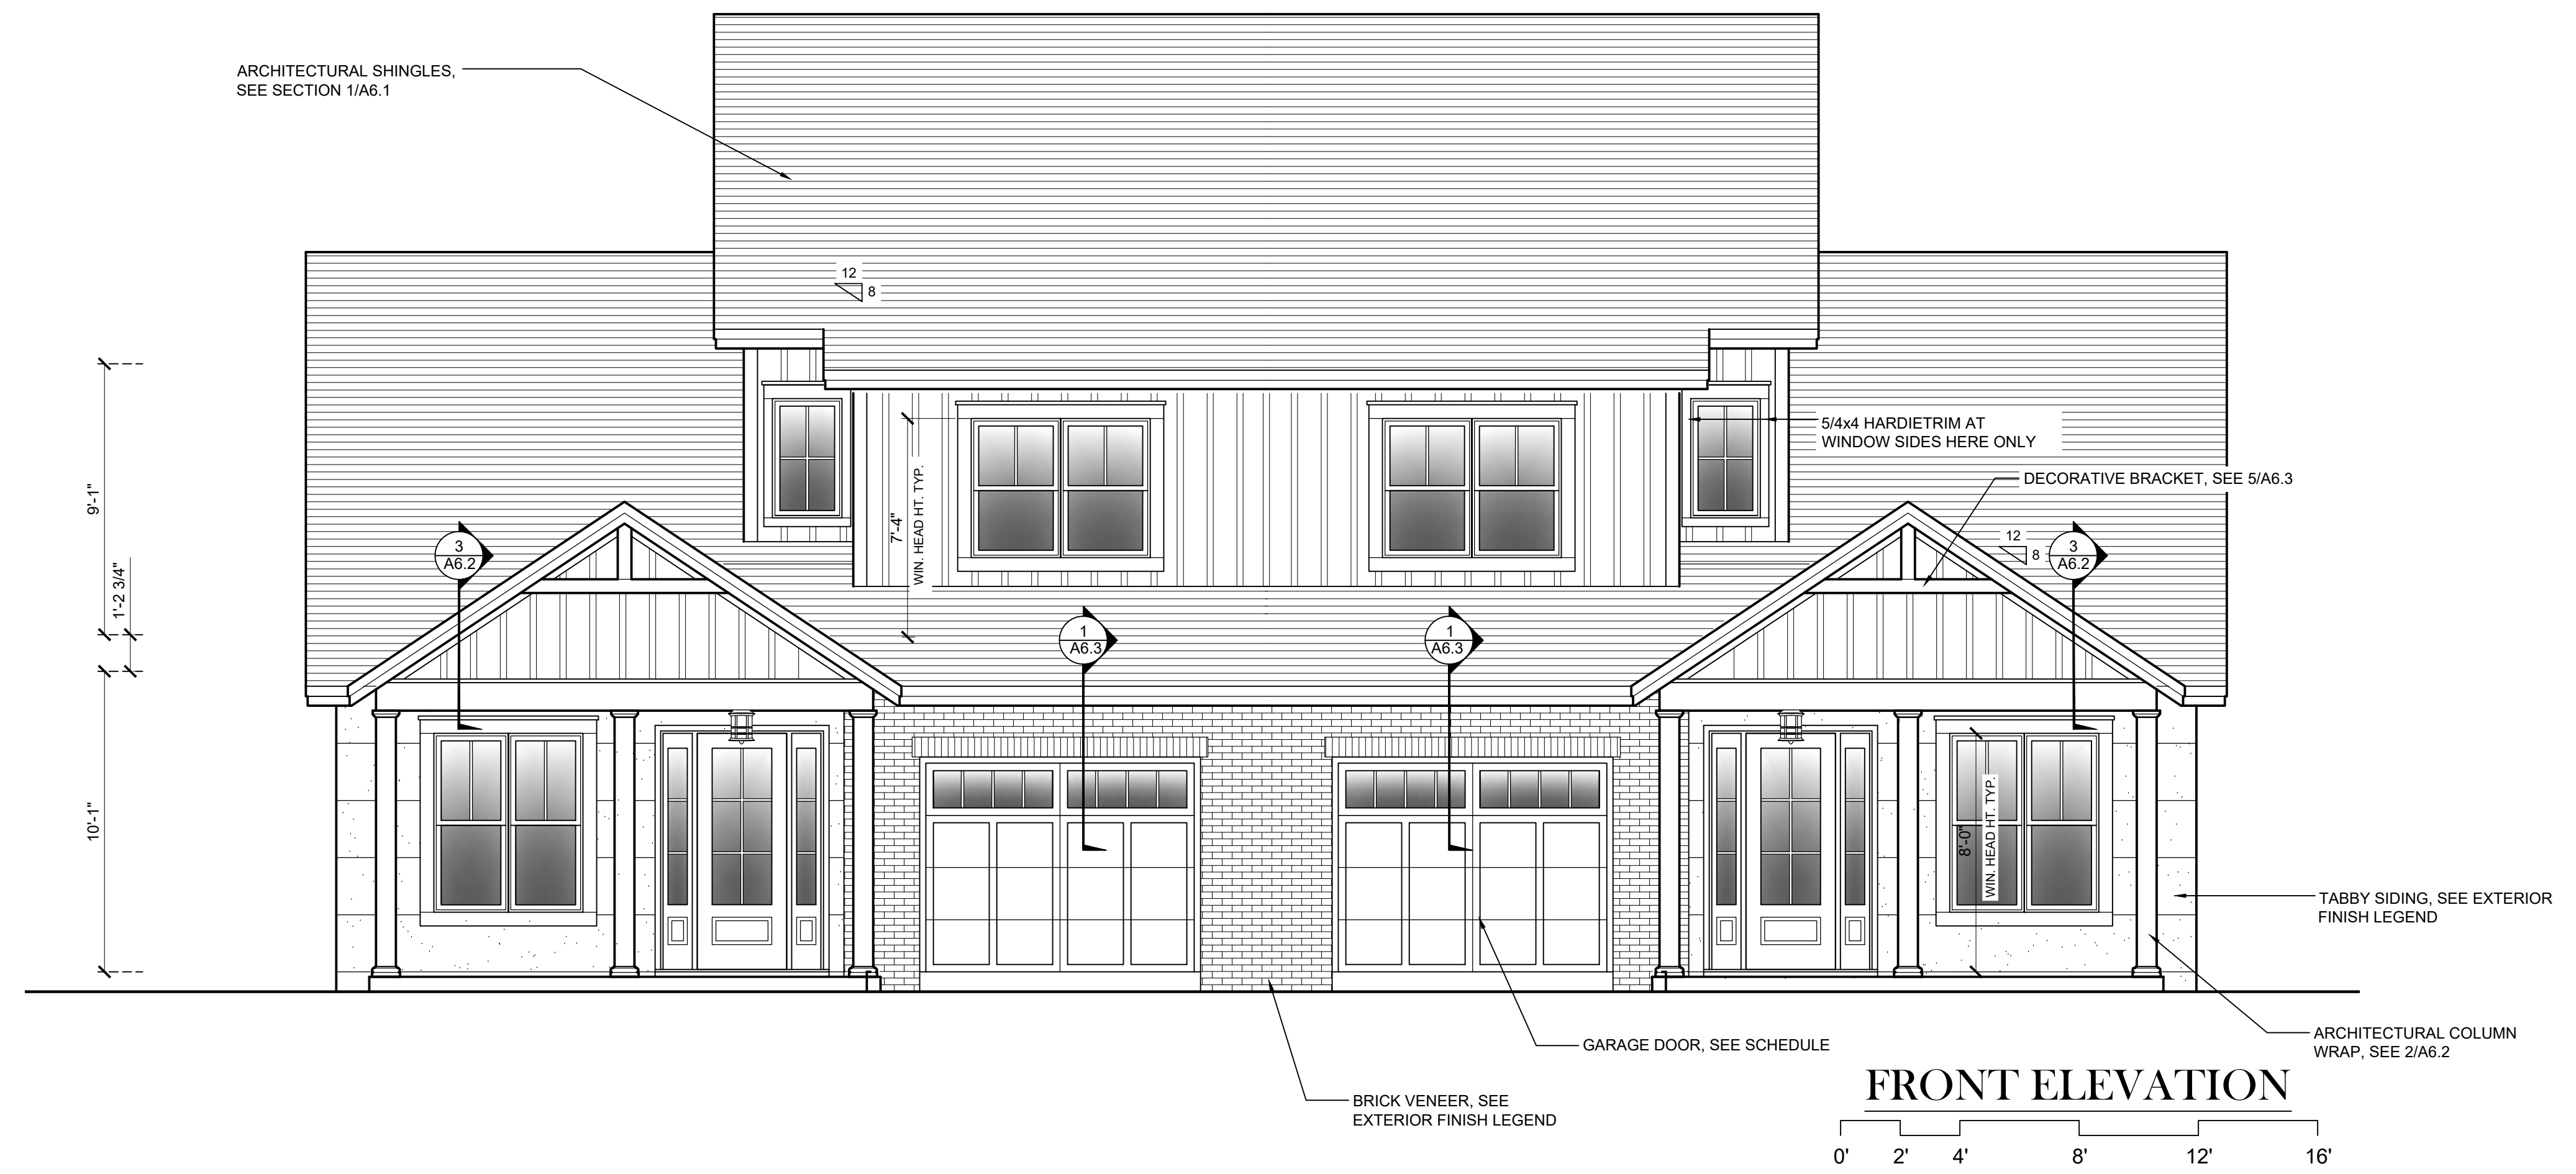 ARCHITECTURAL SHINGLES,
SEE SECTION 1/A6.1
12
8
5/4x4 HARDIETRIM AT
WINDOW SIDES HERE ONLY
DECORATIVE BRACKET, SEE 5/A6.3
9'-1"
7'-4"
WIN. HEAD HT. TYP.
3
A6.2
12
8
3
A6.2
1'-2 3/4"
1
A6.3
1
A6.3
10'-1"
8'-0"
WIN. HEAD HT. TYP.
TABBY SIDING, SEE EXTERIOR
FINISH LEGEND
GARAGE DOOR, SEE SCHEDULE
ARCHITECTURAL COLUMN
WRAP, SEE 2/A6.2
BRICK VENEER, SEE
EXTERIOR FINISH LEGEND
FRONT ELEVATION
0' 2' 4' 8' 12' 16'